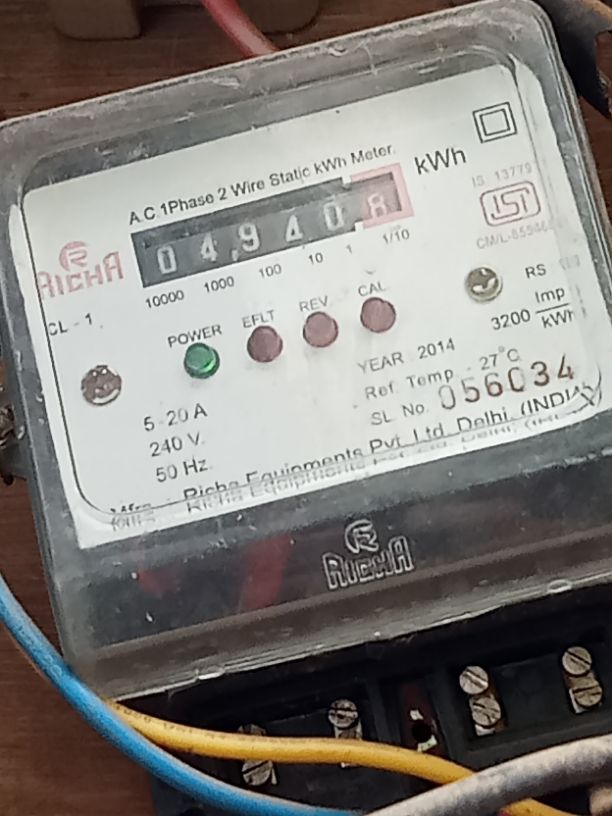 A.C. 1Phase 2 Wire Static kWh Meter.
0 4 9 4 0 8 kWh
10000 1000 100 10 1 1/10
RICHA
IS 13779
ISI
CL - 1
POWER EFLT REV CAL
RS
3200 Imp/kWh
YEAR 2014
Ref. Temp. - 27°C
SL No. 056034
5-20 A
240 V.
50 Hz.
Richa Equipments Pvt. Ltd. Delhi. (INDIA)
RICHA